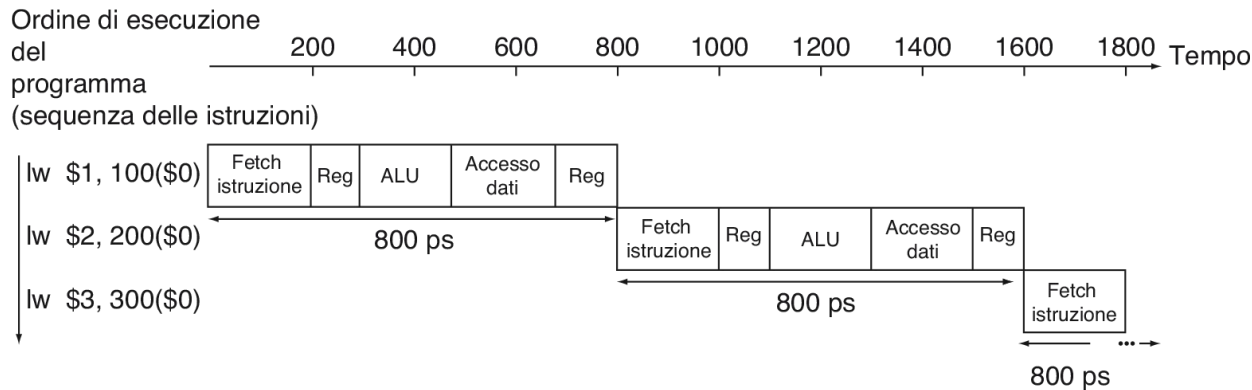 Ordine di esecuzione
del
programma
(sequenza delle istruzioni)
200 400 600 800 1000 1200 1400 1600 1800 Tempo
lw $1, 100($0)
Fetch
istruzione
Reg
ALU
Accesso
dati
Reg
800 ps
lw $2, 200($0)
Fetch
istruzione
Reg
ALU
Accesso
dati
Reg
800 ps
lw $3, 300($0)
Fetch
istruzione
...
800 ps